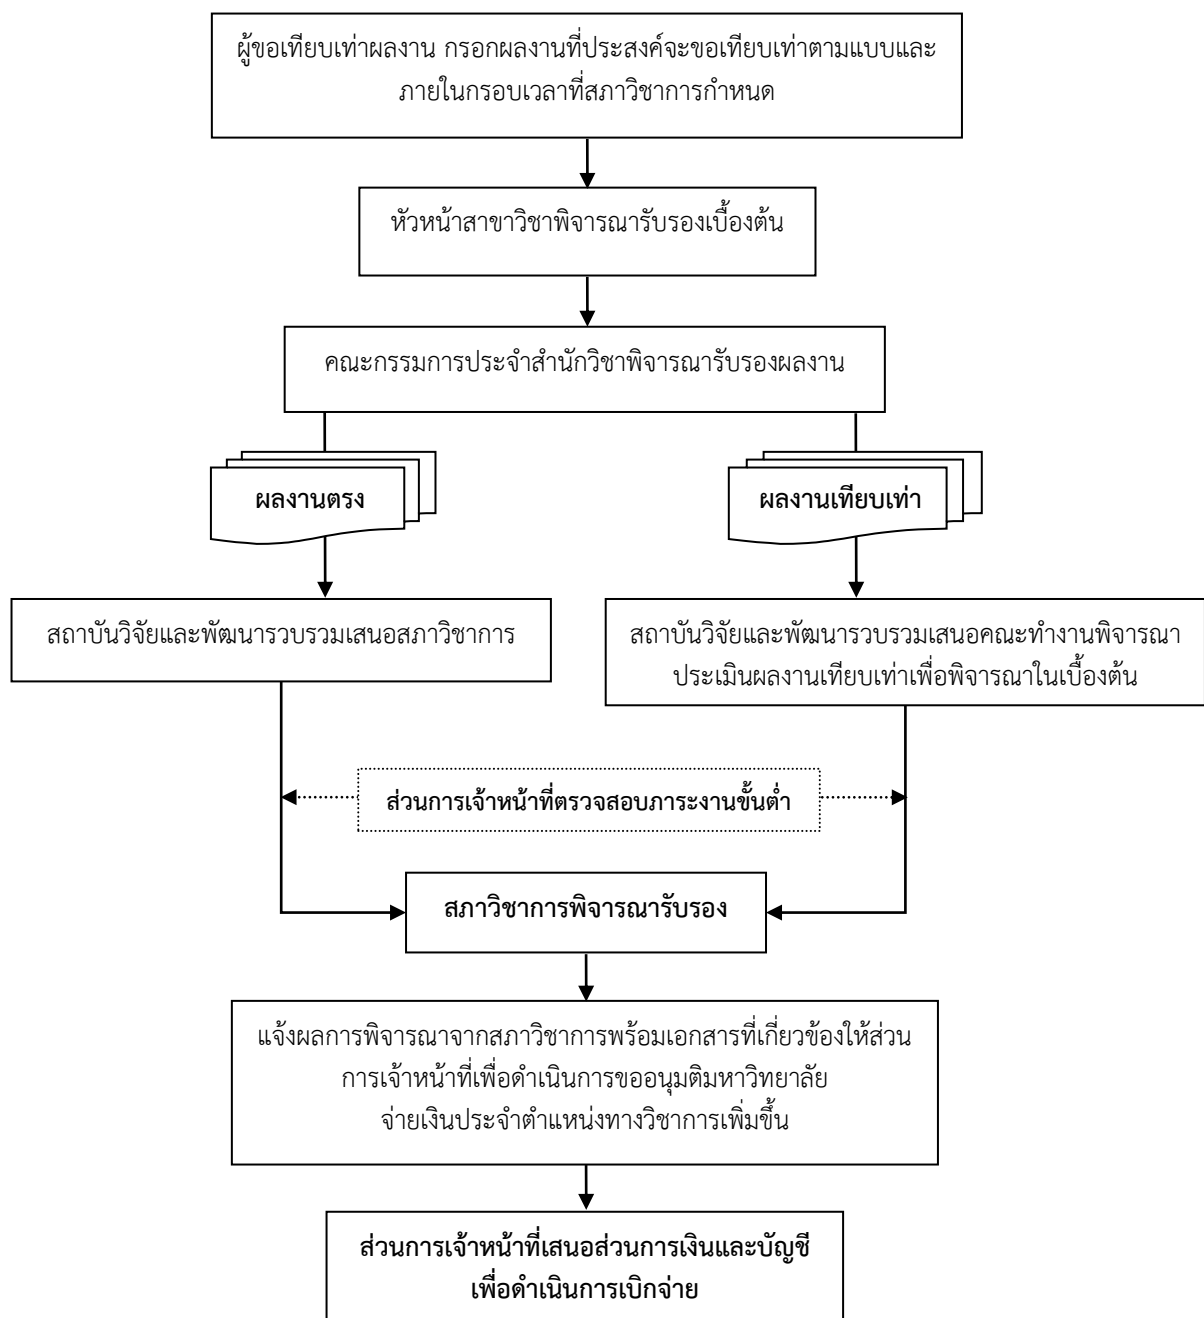 ผู้ขอเทียบเท่าผลงาน กรอกผลงานที่ประสงค์จะขอเทียบเท่าตามแบบและ
ภายในกรอบเวลาที่สภาวิชาการกำหนด
หัวหน้าสาขาวิชาพิจารณารับรองเบื้องต้น
คณะกรรมการประจำสำนักวิชาพิจารณารับรองผลงาน
ผลงานตรง
ผลงานเทียบเท่า
สถาบันวิจัยและพัฒนารวบรวมเสนอสภาวิชาการ
สถาบันวิจัยและพัฒนารวบรวมเสนอคณะทำงานพิจารณา
ประเมินผลงานเทียบเท่าเพื่อพิจารณาในเบื้องต้น
ส่วนการเจ้าหน้าที่ตรวจสอบภาระงานขั้นต่ำ
สภาวิชาการพิจารณารับรอง
แจ้งผลการพิจารณาจากสภาวิชาการพร้อมเอกสารที่เกี่ยวข้องให้ส่วน
การเจ้าหน้าที่เพื่อดำเนินการขออนุมติมหาวิทยาลัย
จ่ายเงินประจำตำแหน่งทางวิชาการเพิ่มขึ้น
ส่วนการเจ้าหน้าที่เสนอส่วนการเงินและบัญชี
เพื่อดำเนินการเบิกจ่าย